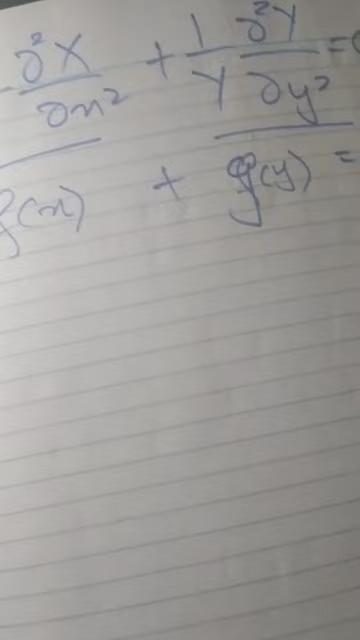 ∂²X/∂x² + 1/Y ∂²Y/∂y² =
f(x) + g(y) =